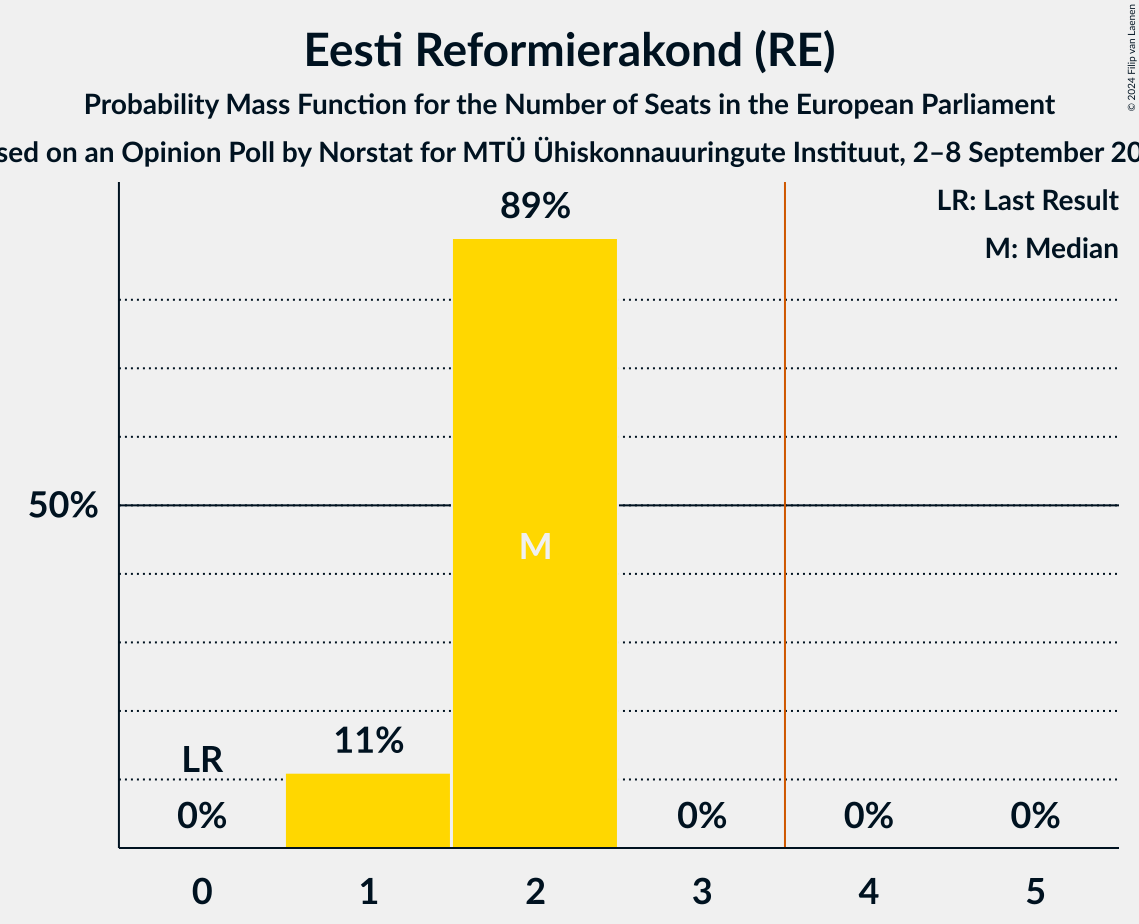 Eesti Reformierakond (RE)
Probability Mass Function for the Number of Seats in the European Parliament
sed on an Opinion Poll by Norstat for MTÜ Ühiskonnauuringute Instituut, 2–8 September 20
© 2024 Filip van Laenen
LR: Last Result
M: Median
89%
50%
M
LR
11%
0%
0%
0%
0%
0
1
2
3
4
5